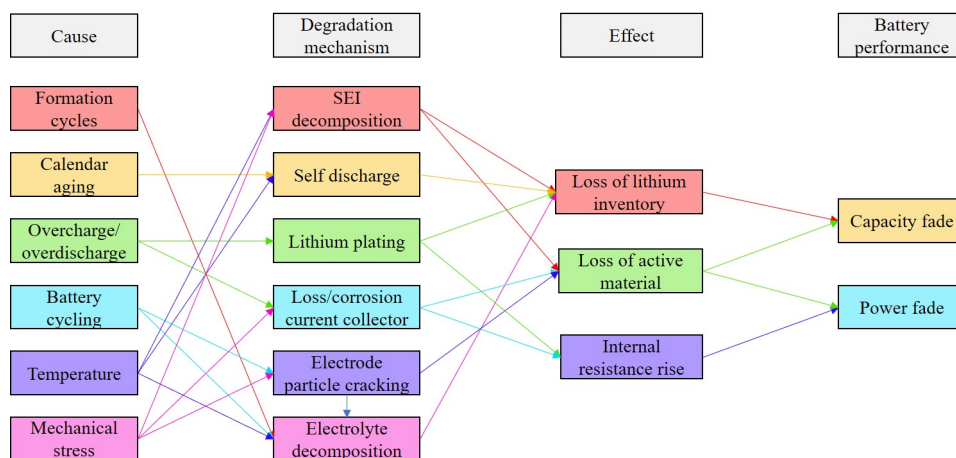 Cause
Degradation
mechanism
Effect
Battery
performance
Formation
cycles
SEI
decomposition
Calendar
aging
Self discharge
Loss of lithium
inventory
Capacity fade
Overcharge/
overdischarge
Lithium plating
Loss of active
material
Battery
cycling
Loss/corrosion
current collector
Power fade
Temperature
Electrode
particle cracking
Internal
resistance rise
Mechanical
stress
Electrolyte
decomposition